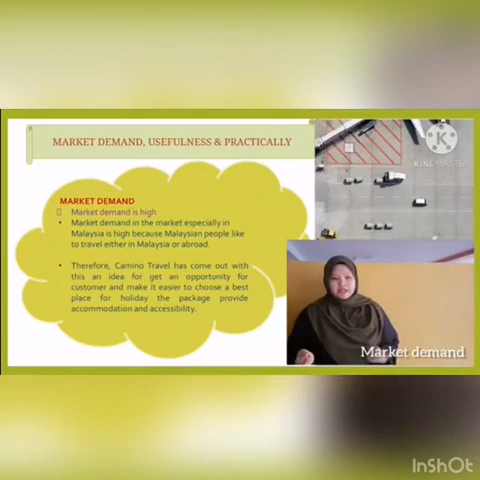 MARKET DEMAND, USEFULNESS & PRACTICALLY
K
KINEMASTER
MARKET DEMAND
Market demand is high
• Market demand in the market especially in
Malaysia is high because Malaysian people like
to travel either in Malaysia or abroad.
• Therefore, Camino Travel has come out with
this an idea for get an opportunity for
customer and make it easier to choose a best
place for holiday the package provide
accommodation and accessibility.
Market demand
InShOt